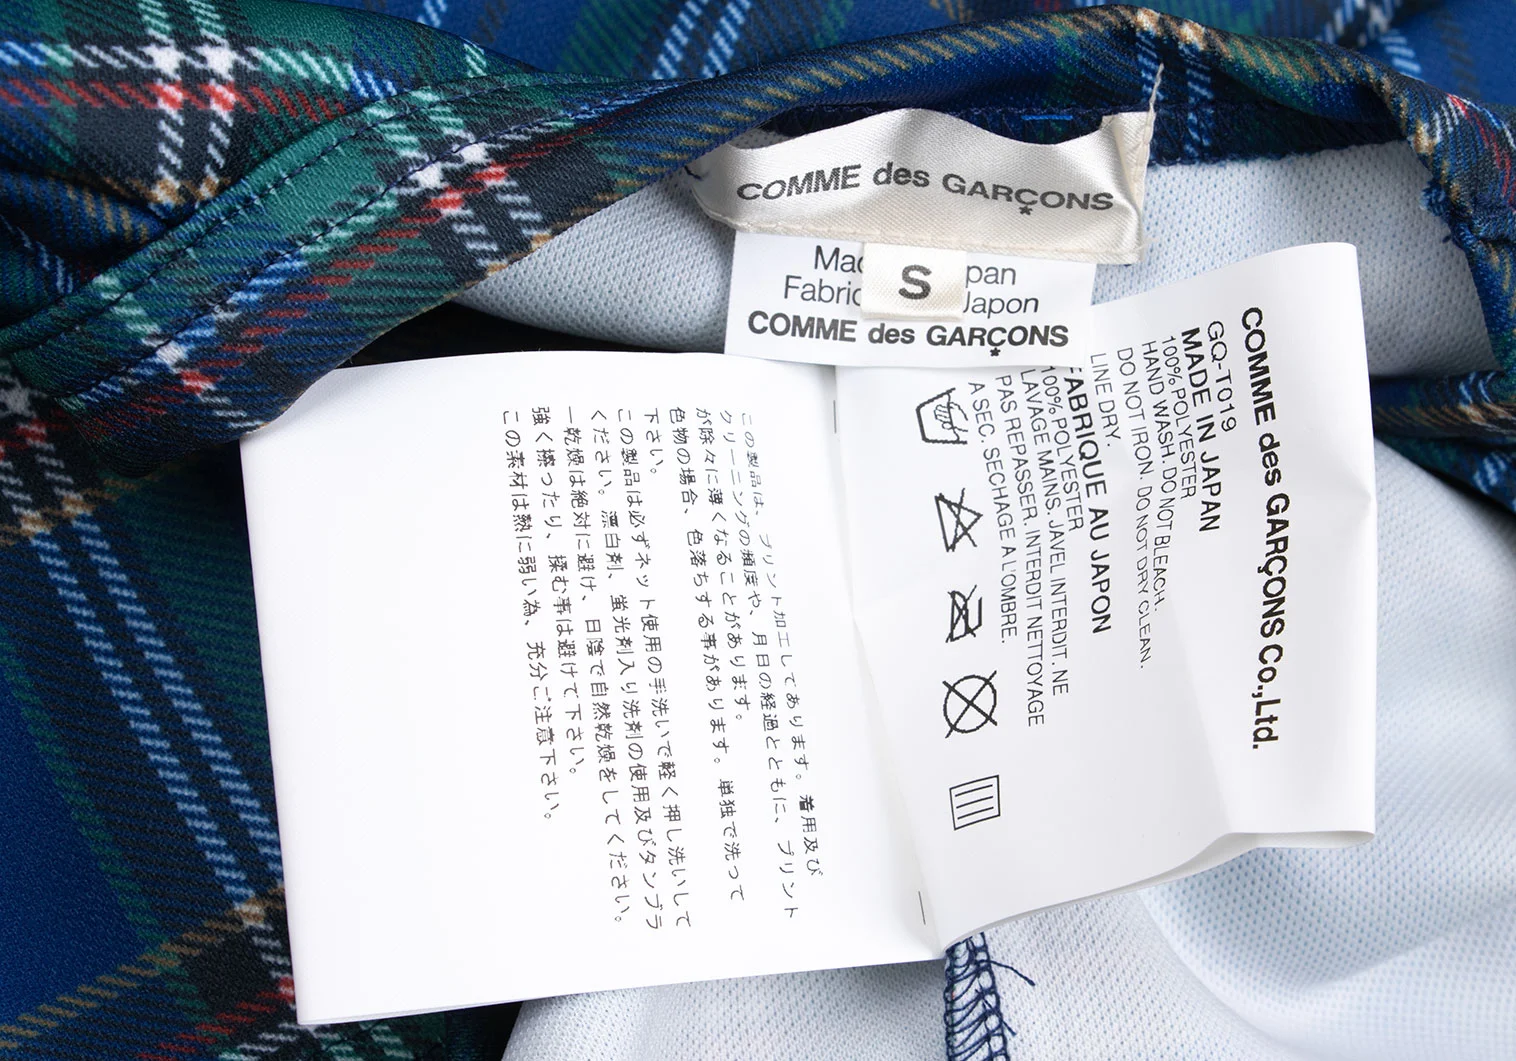 COMME des GARÇONS
S
Mad pan
Fabric Japon
COMME des GARÇONS
COMME des GARÇONS Co.,Ltd.
GQ-T019
MADE IN JAPAN
100% POLYESTER
HAND WASH. DO NOT BLEACH.
DO NOT IRON. DO NOT DRY CLEAN.
LINE DRY.
FABRIQUE AU JAPON
100% POLYESTER
LAVAGE MAINS. JAVEL INTERDIT. NE
PAS REPASSER. INTERDIT NETTOYAGE
A SEC. SECHAGE A L'OMBRE.
この製品は、プリント加工してあります。着用及び
クリーニングの頻度や、月日の経過とともに、プリント
が除々に薄くなることがあります。
色物の場合、色落ちする事があります。単独で洗って
下さい。
この製品は必ずネット使用の手洗いで軽く押し洗いして
ください。漂白剤、蛍光剤入り洗剤の使用及びタンブラ
一乾燥は絶対に避け、日陰で自然乾燥をしてください。
強く擦ったり、揉む事は避けて下さい。
この素材は熱に弱い為、充分ご注意下さい。